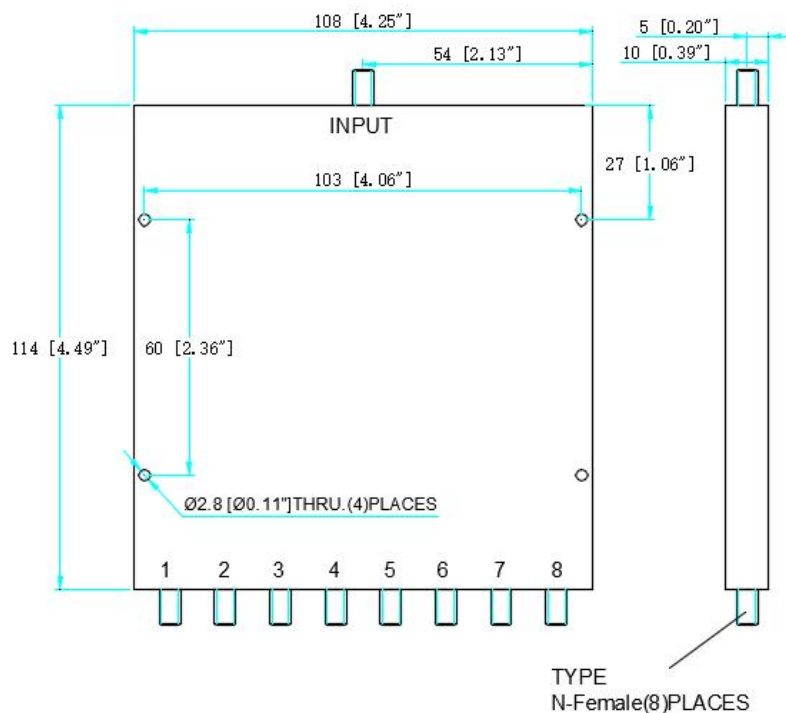 108 [4.25"]
5 [0.20"]
54 [2.13"]
10 [0.39"]
INPUT
27 [1.06"]
103 [4.06"]
114 [4.49"]
60 [2.36"]
Ø2.8 [Ø0.11"]THRU.(4)PLACES
1 2 3 4 5 6 7 8
TYPE
N-Female(8)PLACES